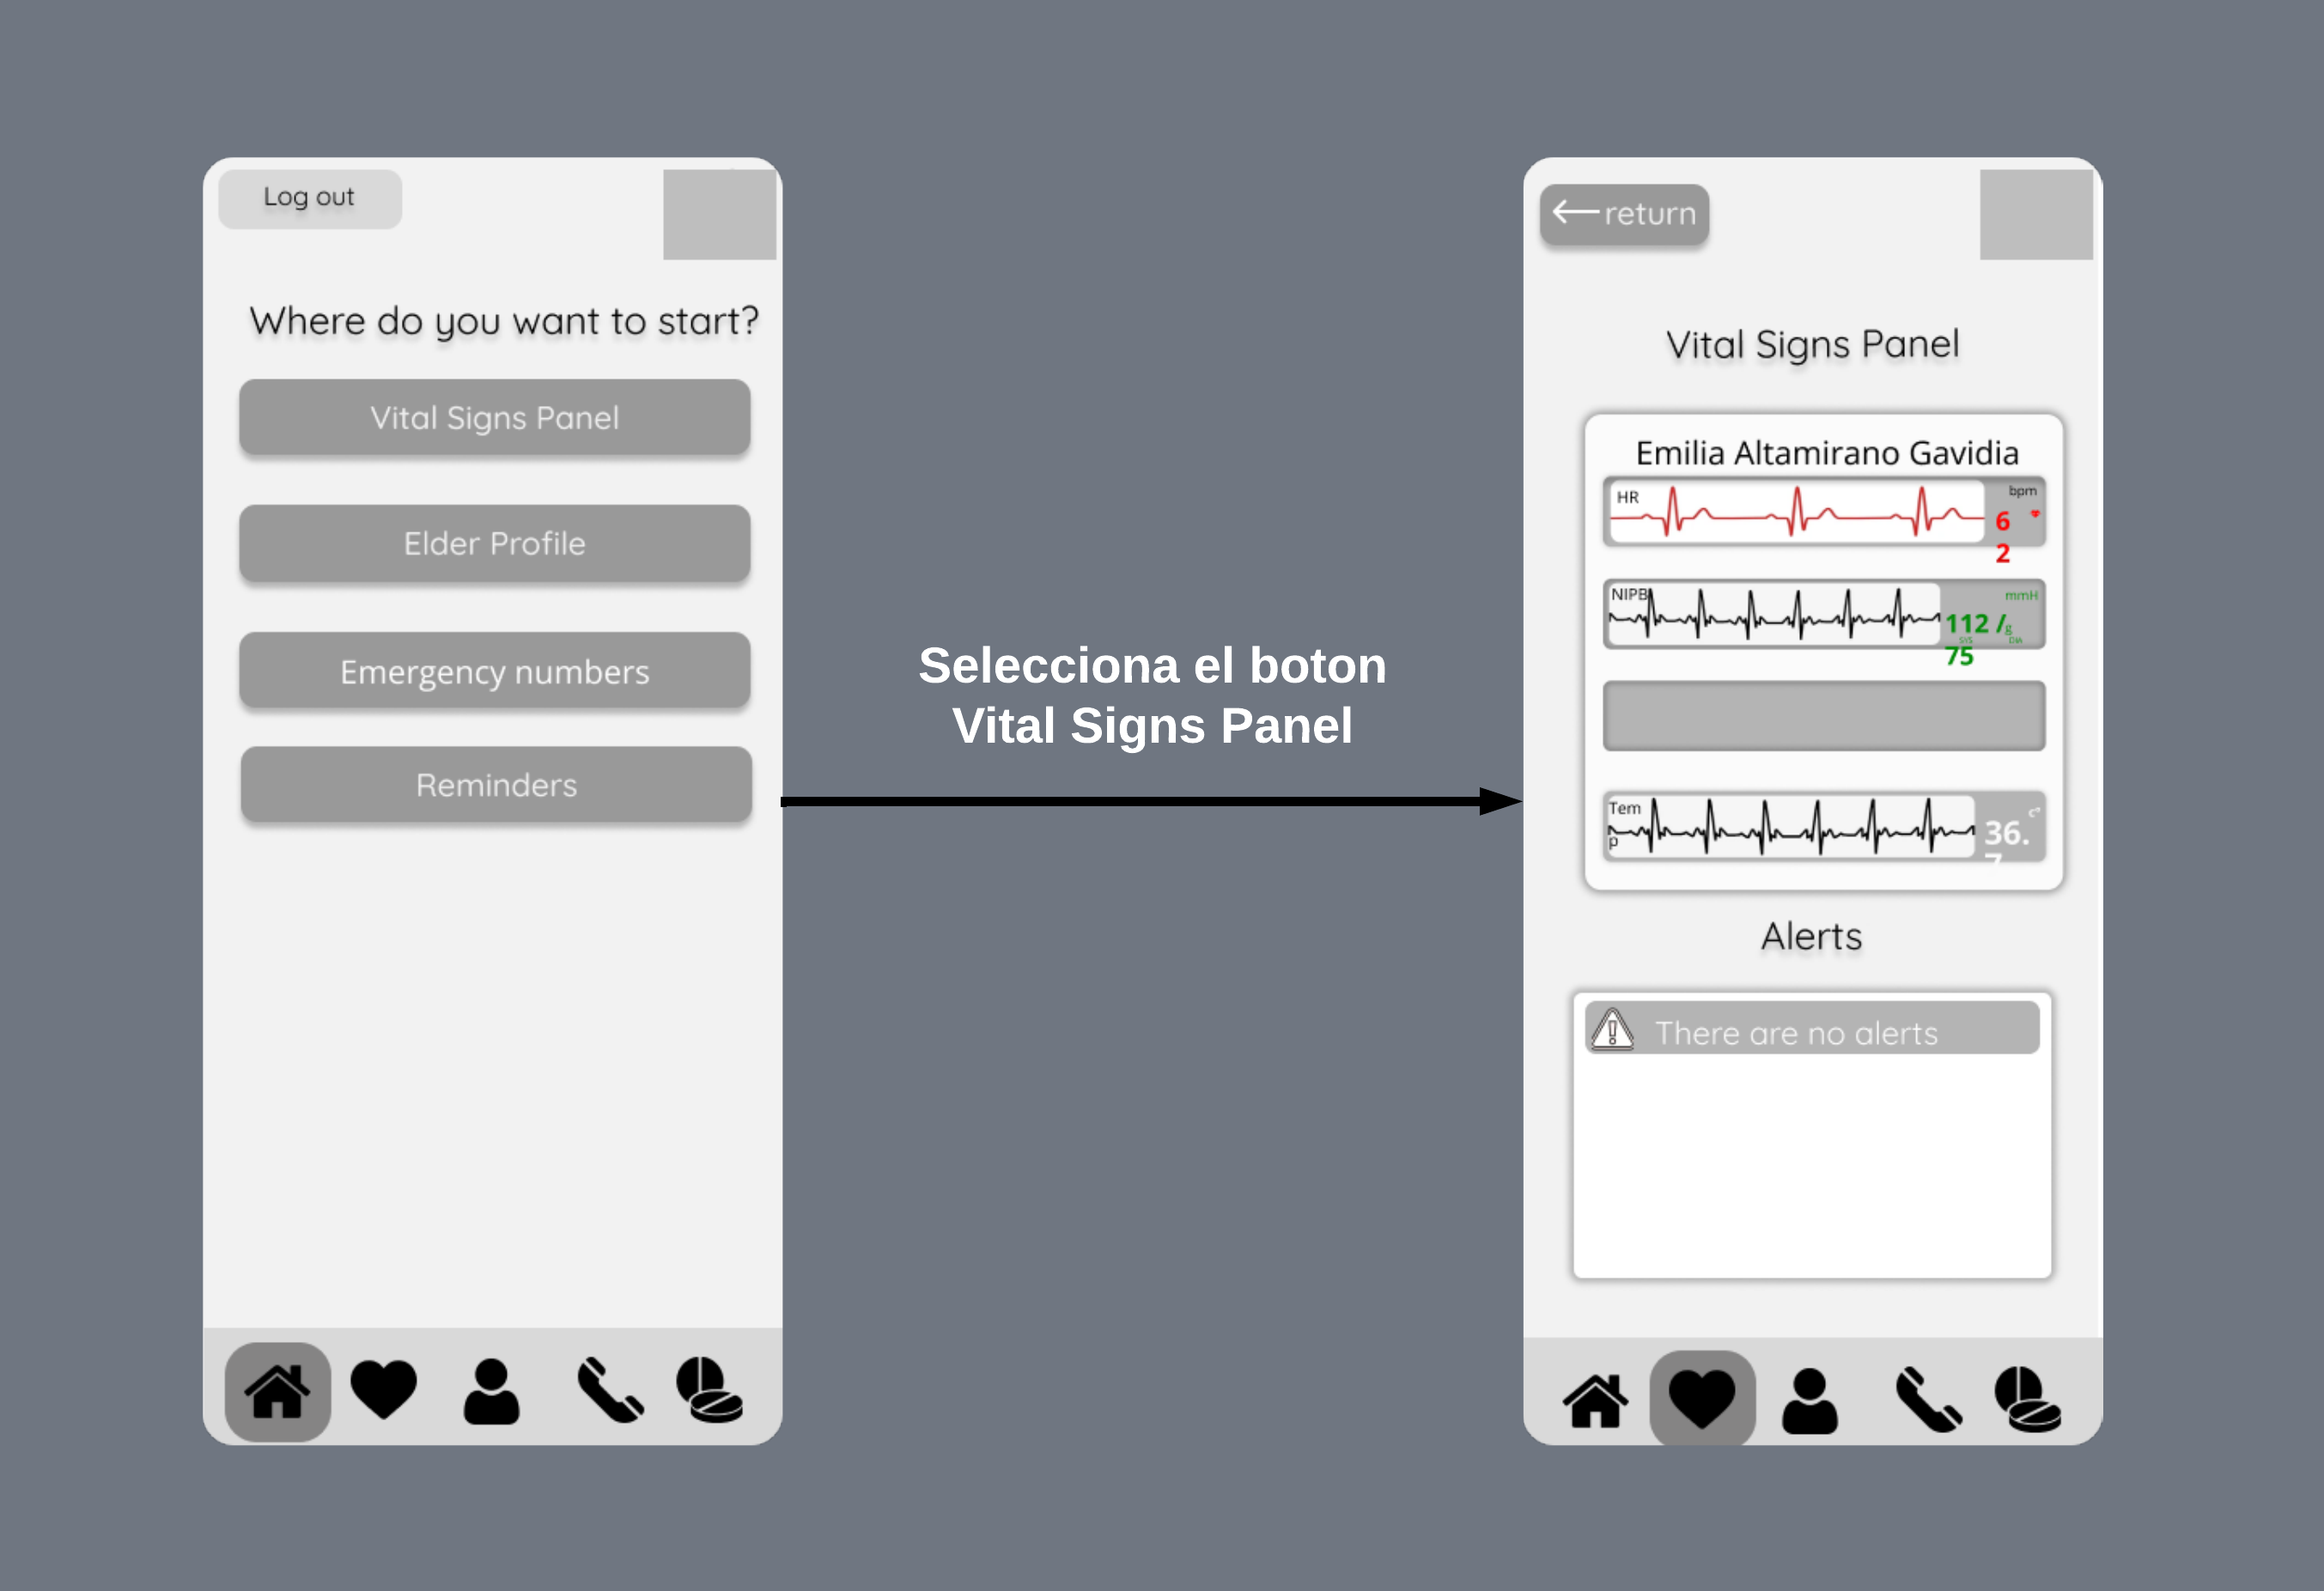 Log out
Where do you want to start?
Vital Signs Panel
Elder Profile
Emergency numbers
Reminders
Selecciona el boton
Vital Signs Panel
return
Vital Signs Panel
Emilia Altamirano Gavidia
HR
bpm
6
2
NIPB
mmH
g
112 /
SYS
DIA
75
Tem
p
C°
36.
7
Alerts
There are no alerts